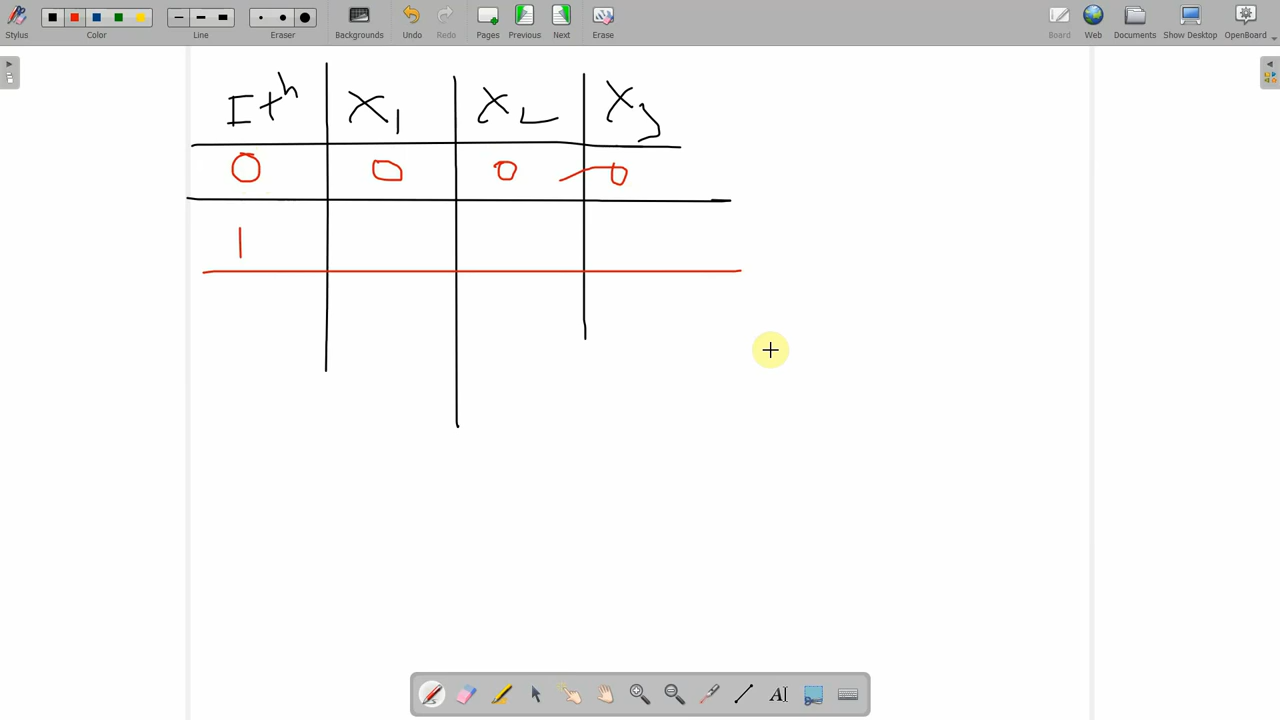 Color Line Eraser
Stylus Backgrounds Undo Redo Pages Previous Next Erase Board Web Documents Show Desktop OpenBoard
Itʰ X₁ X₂ X₃
0 0 0 0
1
AI